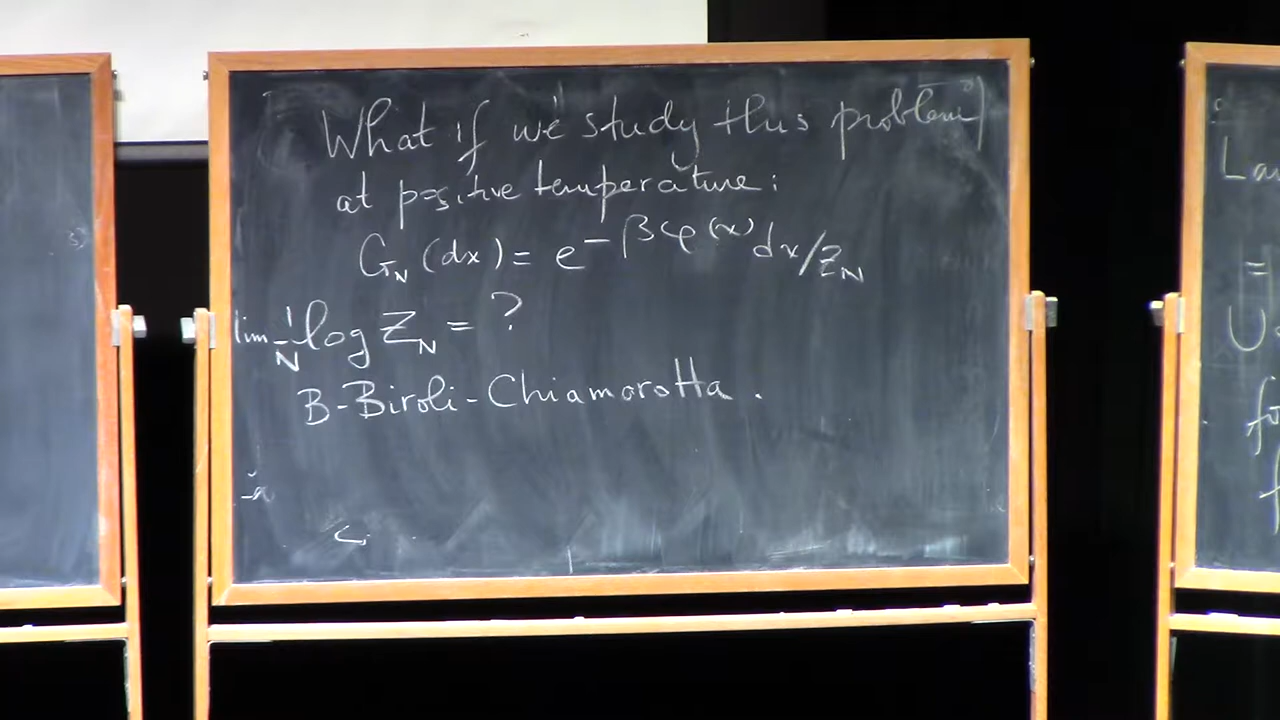 What if we study this problem
at positive temperature:
G_N (dx) = e^{-βφ(x)} dx/Z_N
lim 1/N log Z_N = ?
B-Biroli-Chiamorotta.
=
U